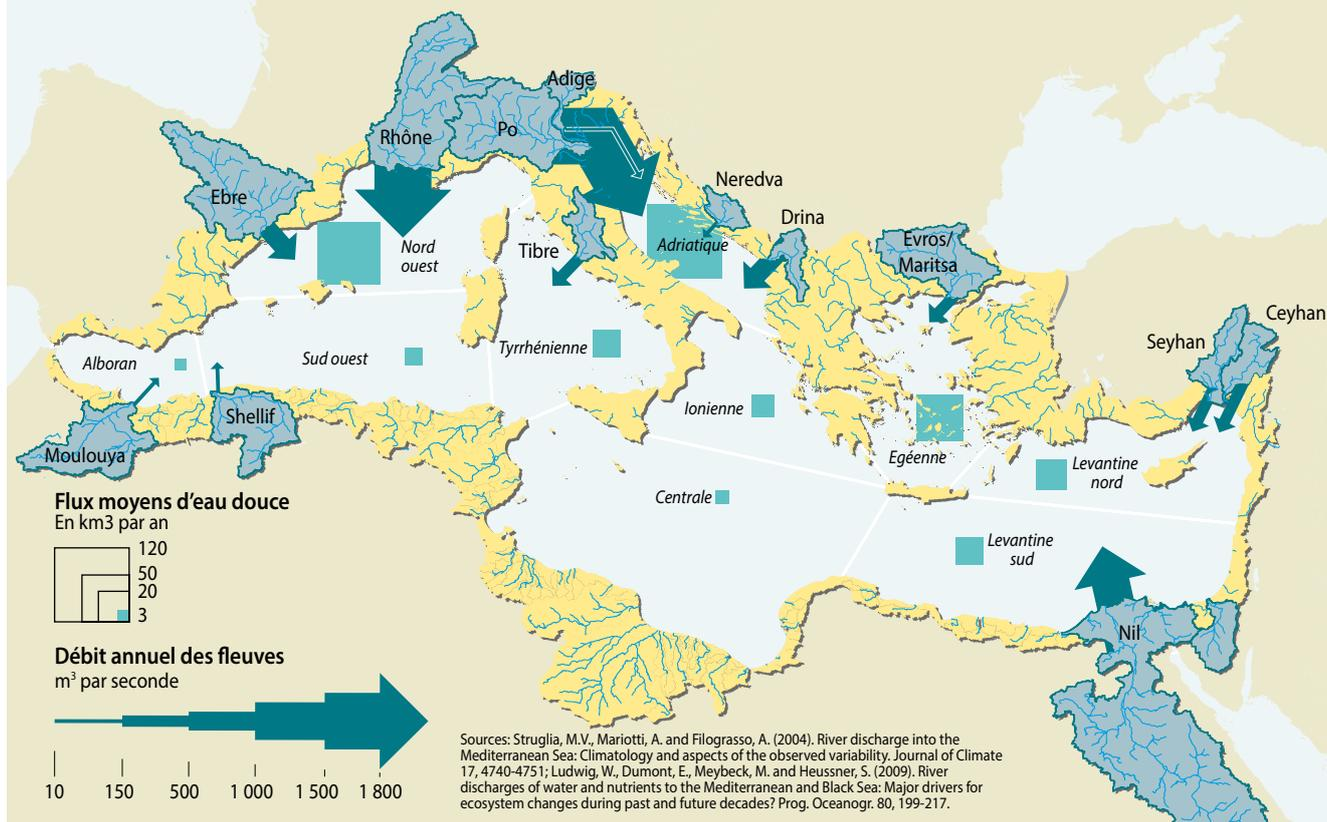 Adige
Rhône
Po
Ebre
Neredva
Drina
Nord
ouest
Tibre
Adriatique
Evros/
Maritsa
Ceyhan
Seyhan
Alboran
Sud ouest
Tyrrhénienne
Ionienne
Shellif
Moulouya
Egéenne
Levantine
nord
Centrale
Levantine
sud
Nil
Flux moyens d’eau douce
En km3 par an
120
50
20
3
Débit annuel des fleuves
m³ par seconde
10 150 500 1 000 1 500 1 800
Sources: Struglia, M.V., Mariotti, A. and Filograsso, A. (2004). River discharge into the
Mediterranean Sea: Climatology and aspects of the observed variability. Journal of Climate
17, 4740-4751; Ludwig, W., Dumont, E., Meybeck, M. and Heussner, S. (2009). River
discharges of water and nutrients to the Mediterranean and Black Sea: Major drivers for
ecosystem changes during past and future decades? Prog. Oceanogr. 80, 199-217.